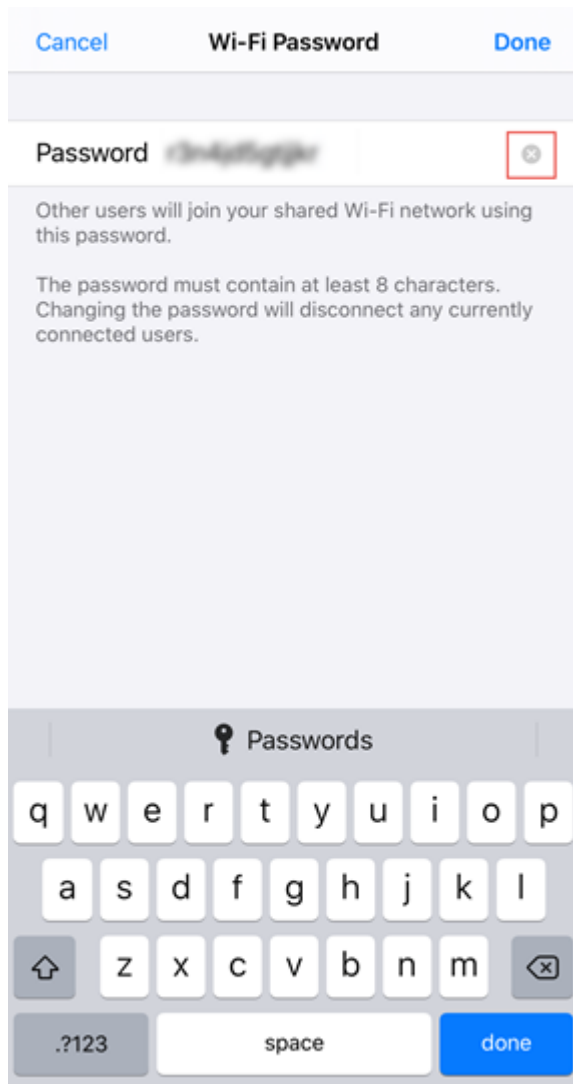 Cancel Wi-Fi Password Done
Password
Other users will join your shared Wi-Fi network using
this password.
The password must contain at least 8 characters.
Changing the password will disconnect any currently
connected users.
Passwords
q w e r t y u i o p
a s d f g h j k l
z x c v b n m
.?123 space done